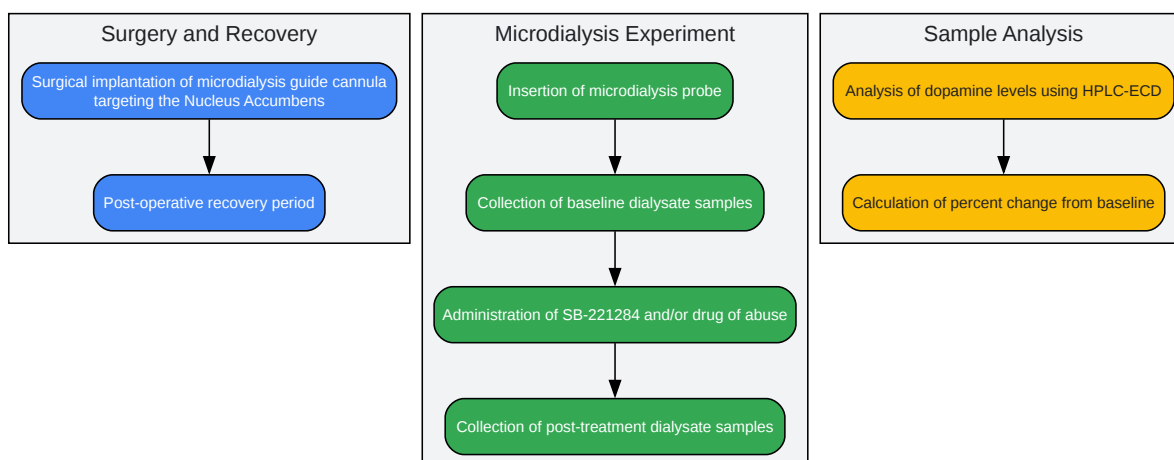 Surgery and Recovery
Surgical implantation of microdialysis guide cannula
targeting the Nucleus Accumbens
Post-operative recovery period
Microdialysis Experiment
Insertion of microdialysis probe
Collection of baseline dialysate samples
Administration of SB-221284 and/or drug of abuse
Collection of post-treatment dialysate samples
Sample Analysis
Analysis of dopamine levels using HPLC-ECD
Calculation of percent change from baseline